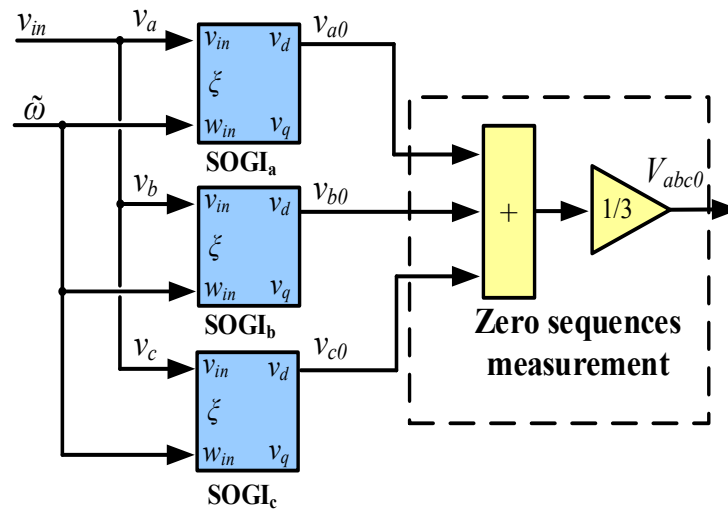 v_in
v_a
v_in
v_d
v_a0
ξ
ω̃
w_in
v_q
SOGI_a
v_b
v_in
v_d
v_b0
ξ
w_in
v_q
SOGI_b
v_c
v_in
v_d
v_c0
ξ
w_in
v_q
SOGI_c
+
1/3
V_abc0
Zero sequences
measurement